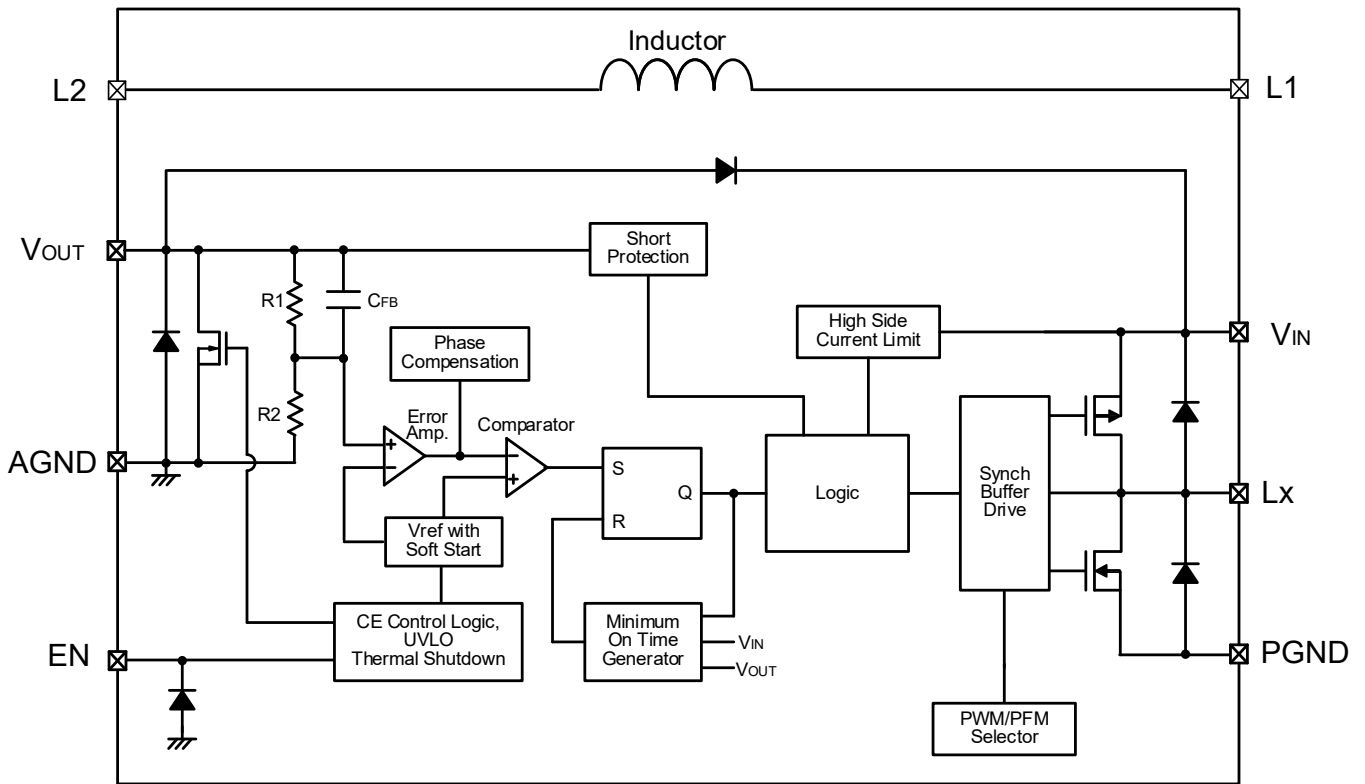 Inductor
L2
L1
VOUT
Short
Protection
R1
CFB
High Side
Current Limit
VIN
Phase
Compensation
R2
Error
Amp.
Comparator
+
−
−
+
AGND
S
Q
R
Logic
Synch
Buffer
Drive
Lx
Vref with
Soft Start
CE Control Logic,
UVLO
Thermal Shutdown
Minimum
On Time
Generator
VIN
VOUT
EN
PGND
PWM/PFM
Selector